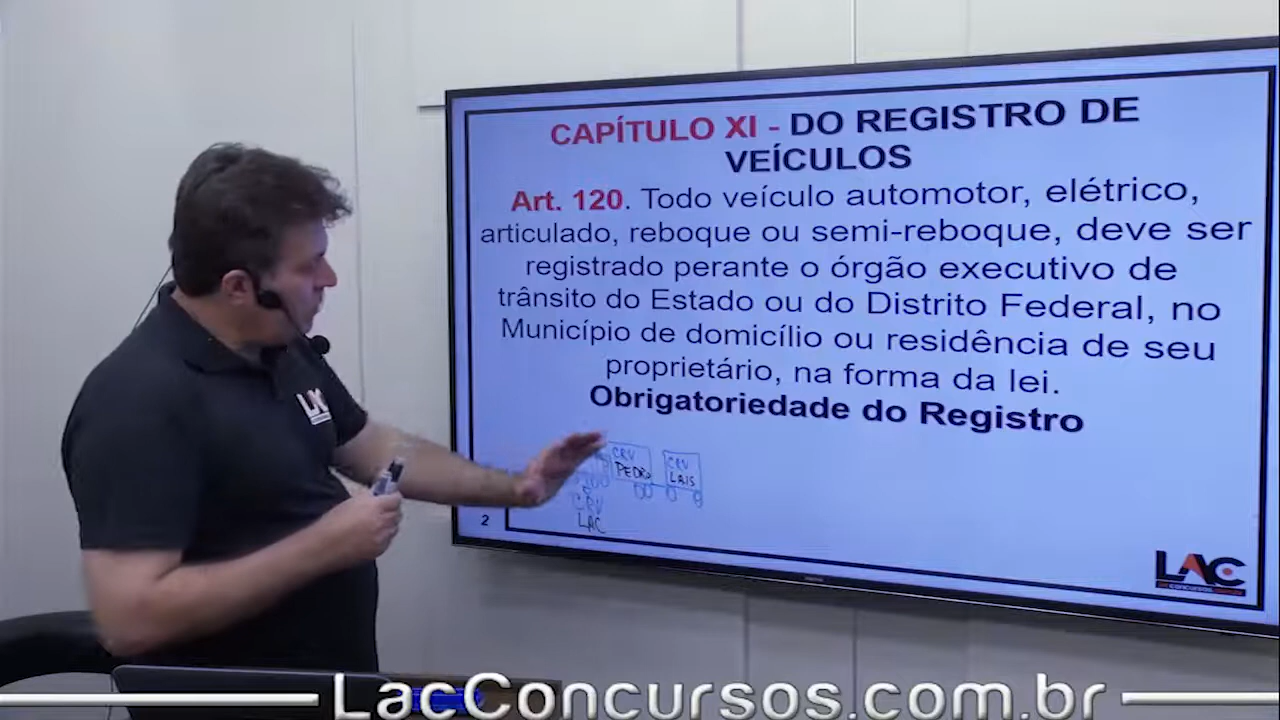 CAPÍTULO XI - DO REGISTRO DE
VEÍCULOS
Art. 120. Todo veículo automotor, elétrico,
articulado, reboque ou semi-reboque, deve ser
registrado perante o órgão executivo de
trânsito do Estado ou do Distrito Federal, no
Município de domicílio ou residência de seu
proprietário, na forma da lei.
Obrigatoriedade do Registro
CRV
PEDRO
CRV
LAIS
CRV
LAC
2
LAC
LAC
LacConcursos.com.br